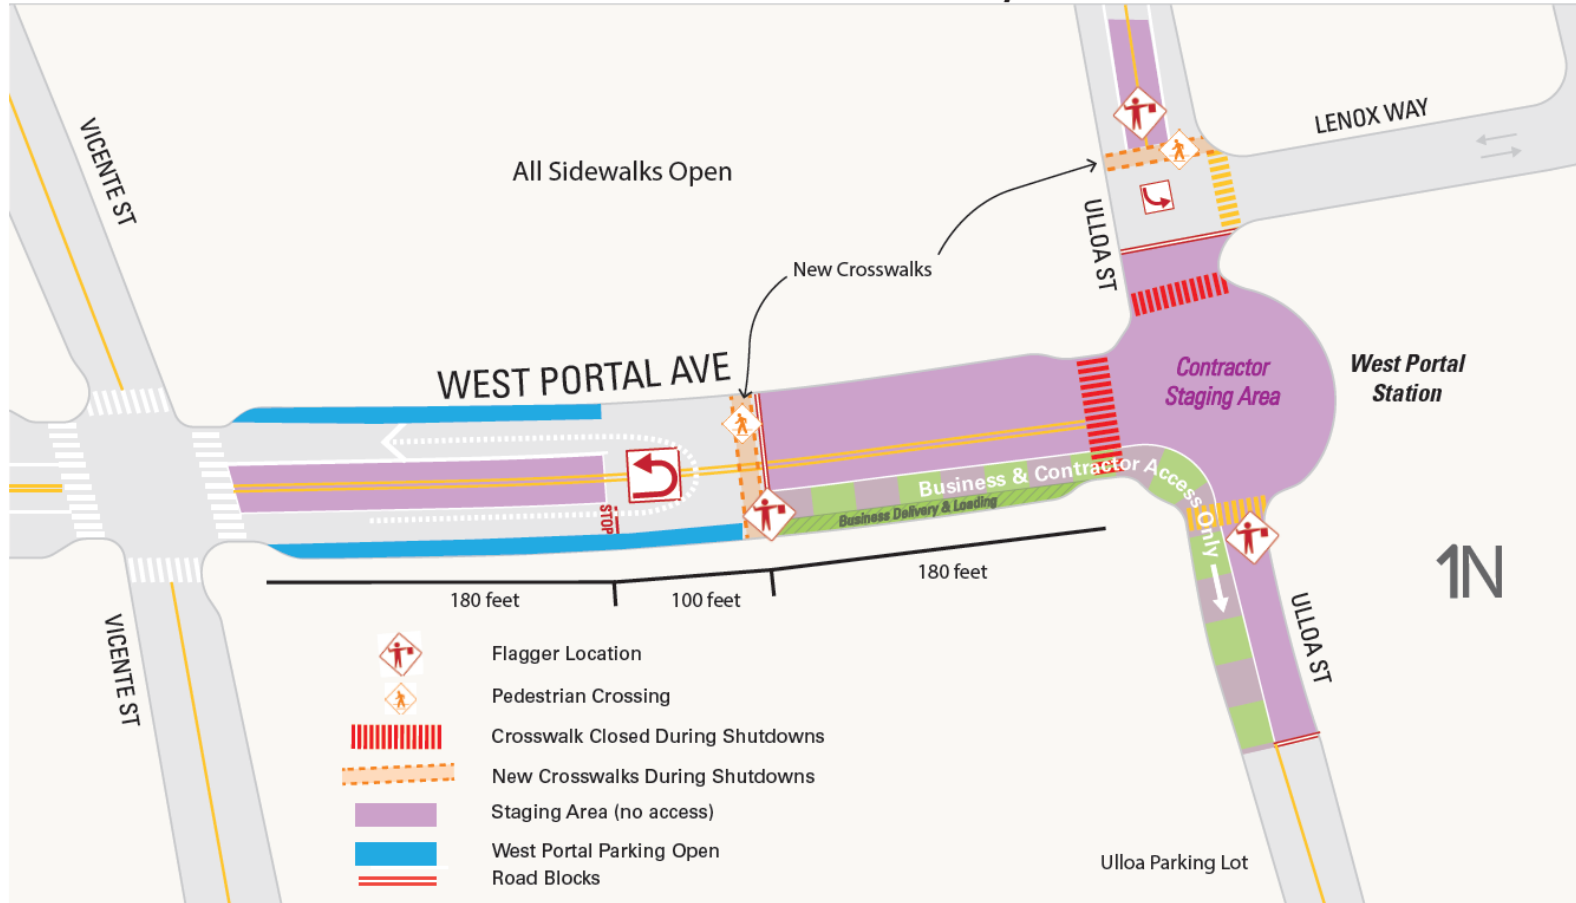 VICENTE ST
All Sidewalks Open
LENOX WAY
ULLOA ST
New Crosswalks
WEST PORTAL AVE
Contractor
Staging Area
West Portal
Station
Business & Contractor Access Only
Business Delivery & Loading
STOP
180 feet
100 feet
180 feet
1N
ULLOA ST
VICENTE ST
Flagger Location
Pedestrian Crossing
Crosswalk Closed During Shutdowns
New Crosswalks During Shutdowns
Staging Area (no access)
West Portal Parking Open
Road Blocks
Ulloa Parking Lot